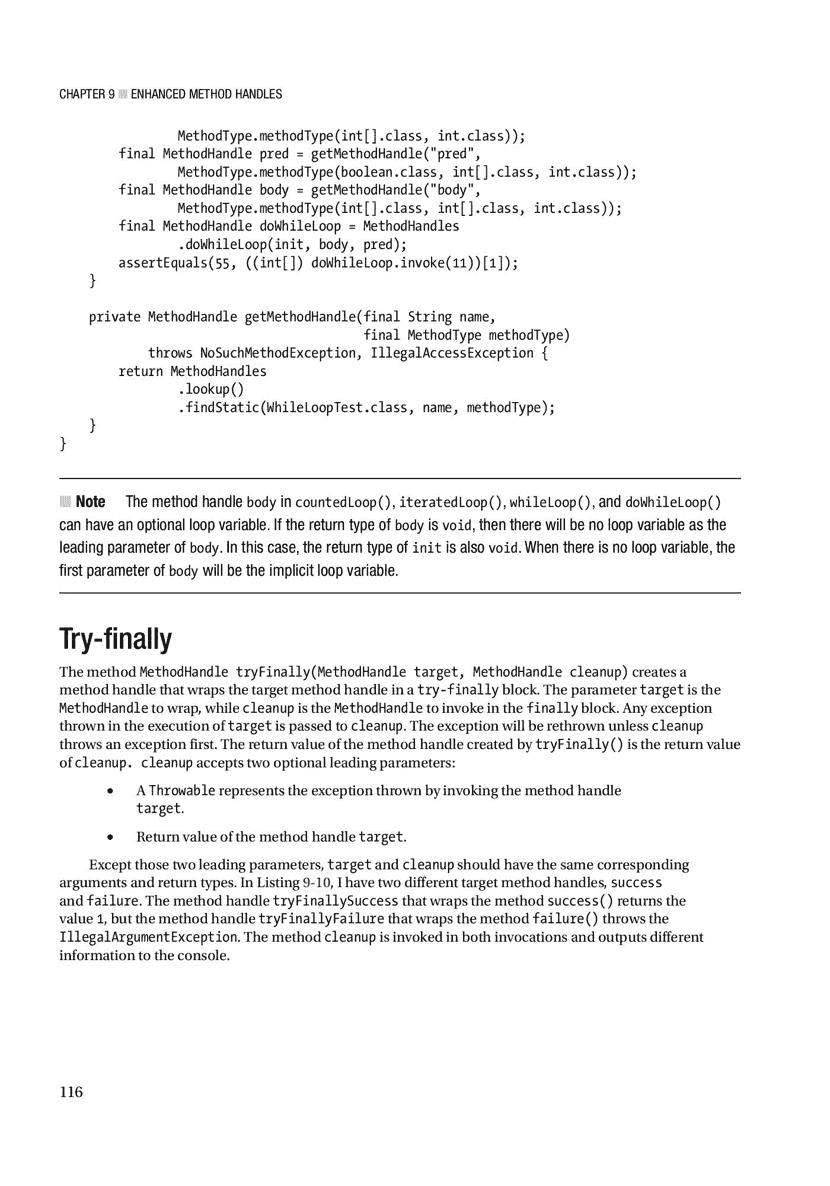 CHAPTER 9 ENHANCED METHOD HANDLES
                MethodType.methodType(int[].class, int.class));
        final MethodHandle pred = getMethodHandle("pred",
                MethodType.methodType(boolean.class, int[].class, int.class));
        final MethodHandle body = getMethodHandle("body",
                MethodType.methodType(int[].class, int[].class, int.class));
        final MethodHandle doWhileLoop = MethodHandles
                .doWhileLoop(init, body, pred);
        assertEquals(55, ((int[]) doWhileLoop.invoke(11))[1]);
    }
    private MethodHandle getMethodHandle(final String name,
                                         final MethodType methodType)
            throws NoSuchMethodException, IllegalAccessException {
        return MethodHandles
                .lookup()
                .findStatic(WhileLoopTest.class, name, methodType);
    }
}
Note The method handle body in countedLoop(), iteratedLoop(), whileLoop(), and doWhileLoop()
can have an optional loop variable. If the return type of body is void, then there will be no loop variable as the
leading parameter of body. In this case, the return type of init is also void. When there is no loop variable, the
first parameter of body will be the implicit loop variable.
Try-finally
The method MethodHandle tryFinally(MethodHandle target, MethodHandle cleanup) creates a
method handle that wraps the target method handle in a try-finally block. The parameter target is the
MethodHandle to wrap, while cleanup is the MethodHandle to invoke in the finally block. Any exception
thrown in the execution of target is passed to cleanup. The exception will be rethrown unless cleanup
throws an exception first. The return value of the method handle created by tryFinally() is the return value
of cleanup. cleanup accepts two optional leading parameters:
• A Throwable represents the exception thrown by invoking the method handle
target.
• Return value of the method handle target.
Except those two leading parameters, target and cleanup should have the same corresponding
arguments and return types. In Listing 9-10, I have two different target method handles, success
and failure. The method handle tryFinallySuccess that wraps the method success() returns the
value 1, but the method handle tryFinallyFailure that wraps the method failure() throws the
IllegalArgumentException. The method cleanup is invoked in both invocations and outputs different
information to the console.
116